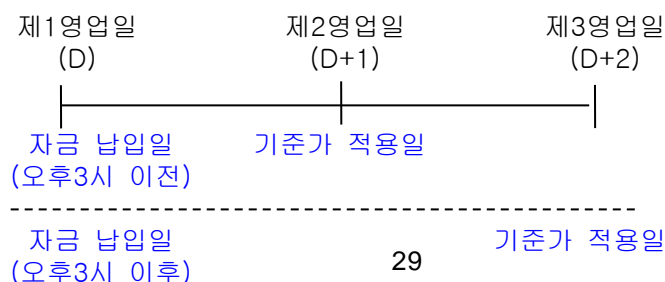 제1영업일 제2영업일 제3영업일
(D) (D+1) (D+2)
자금 납입일 기준가 적용일
(오후3시 이전)
자금 납입일 기준가 적용일
(오후3시 이후) 29